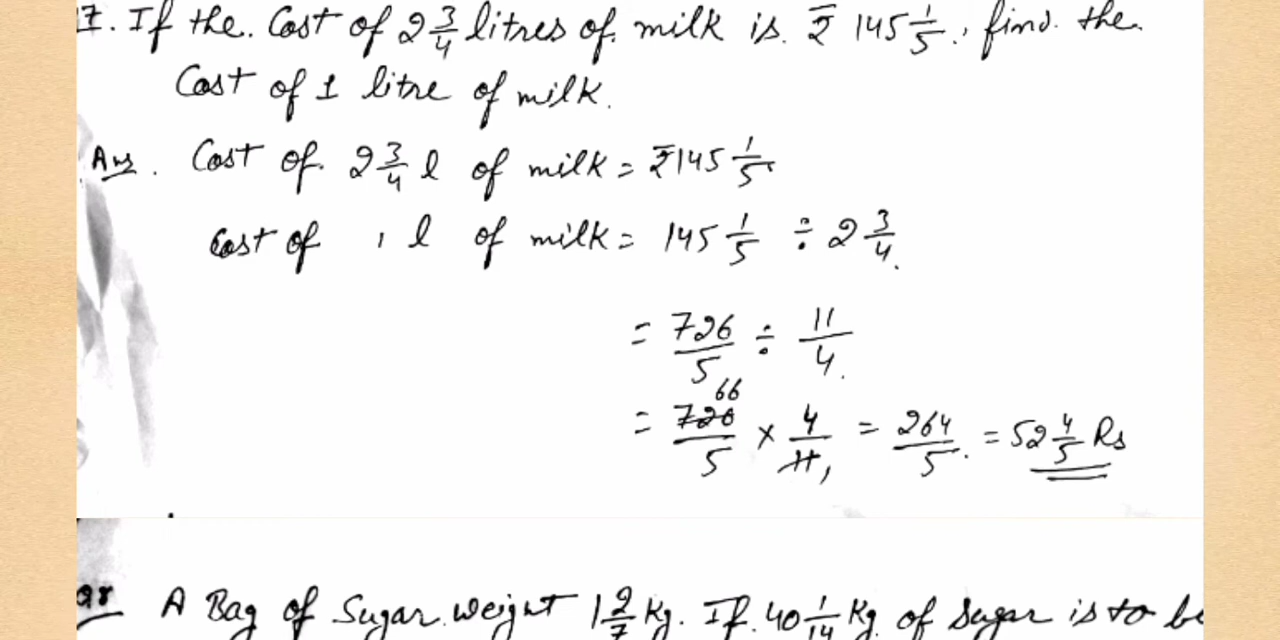 7. If the cost of 2 3/4 litres of milk is ₹ 145 1/5, find the
Cost of 1 litre of milk.
Ans. Cost of 2 3/4 l of milk = ₹145 1/5
Cost of 1 l of milk = 145 1/5 ÷ 2 3/4.
= 726/5 ÷ 11/4.
66
= 726/5 × 4/11 1 = 264/5. = 52 4/5 Rs
A Bag of Sugar weight 1 2/7 kg. If 40 1/14 kg of sugar is to be